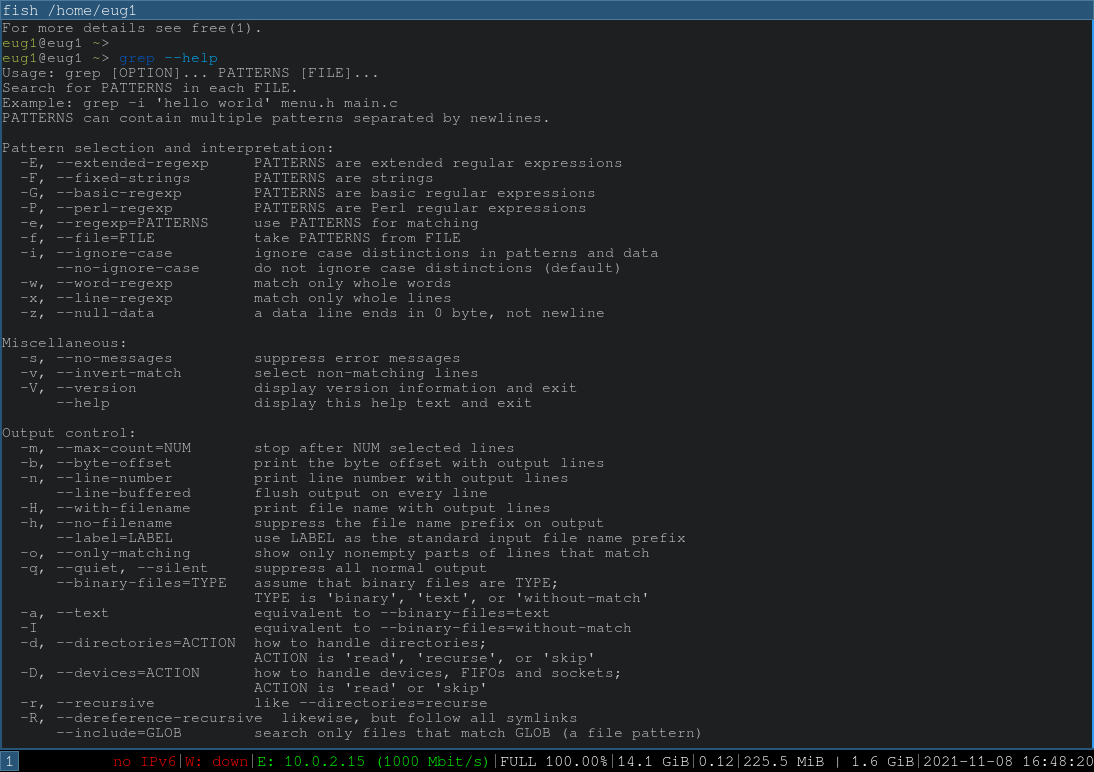 fish /home/eug1
For more details see free(1).
eug1@eug1 ~>
eug1@eug1 ~> grep --help
Usage: grep [OPTION]... PATTERNS [FILE]...
Search for PATTERNS in each FILE.
Example: grep -i 'hello world' menu.h main.c
PATTERNS can contain multiple patterns separated by newlines.

Pattern selection and interpretation:
  -E, --extended-regexp     PATTERNS are extended regular expressions
  -F, --fixed-strings       PATTERNS are strings
  -G, --basic-regexp        PATTERNS are basic regular expressions
  -P, --perl-regexp         PATTERNS are Perl regular expressions
  -e, --regexp=PATTERNS     use PATTERNS for matching
  -f, --file=FILE           take PATTERNS from FILE
  -i, --ignore-case         ignore case distinctions in patterns and data
      --no-ignore-case      do not ignore case distinctions (default)
  -w, --word-regexp         match only whole words
  -x, --line-regexp         match only whole lines
  -z, --null-data           a data line ends in 0 byte, not newline

Miscellaneous:
  -s, --no-messages         suppress error messages
  -v, --invert-match        select non-matching lines
  -V, --version             display version information and exit
      --help                display this help text and exit

Output control:
  -m, --max-count=NUM       stop after NUM selected lines
  -b, --byte-offset         print the byte offset with output lines
  -n, --line-number         print line number with output lines
      --line-buffered       flush output on every line
  -H, --with-filename       print file name with output lines
  -h, --no-filename         suppress the file name prefix on output
      --label=LABEL         use LABEL as the standard input file name prefix
  -o, --only-matching       show only nonempty parts of lines that match
  -q, --quiet, --silent     suppress all normal output
      --binary-files=TYPE   assume that binary files are TYPE;
                            TYPE is 'binary', 'text', or 'without-match'
  -a, --text                equivalent to --binary-files=text
  -I                        equivalent to --binary-files=without-match
  -d, --directories=ACTION  how to handle directories;
                            ACTION is 'read', 'recurse', or 'skip'
  -D, --devices=ACTION      how to handle devices, FIFOs and sockets;
                            ACTION is 'read' or 'skip'
  -r, --recursive           like --directories=recurse
  -R, --dereference-recursive  likewise, but follow all symlinks
      --include=GLOB        search only files that match GLOB (a file pattern)
1 no IPv6|W: down|E: 10.0.2.15 (1000 Mbit/s)|FULL 100.00%|14.1 GiB|0.12|225.5 MiB | 1.6 GiB|2021-11-08 16:48:20